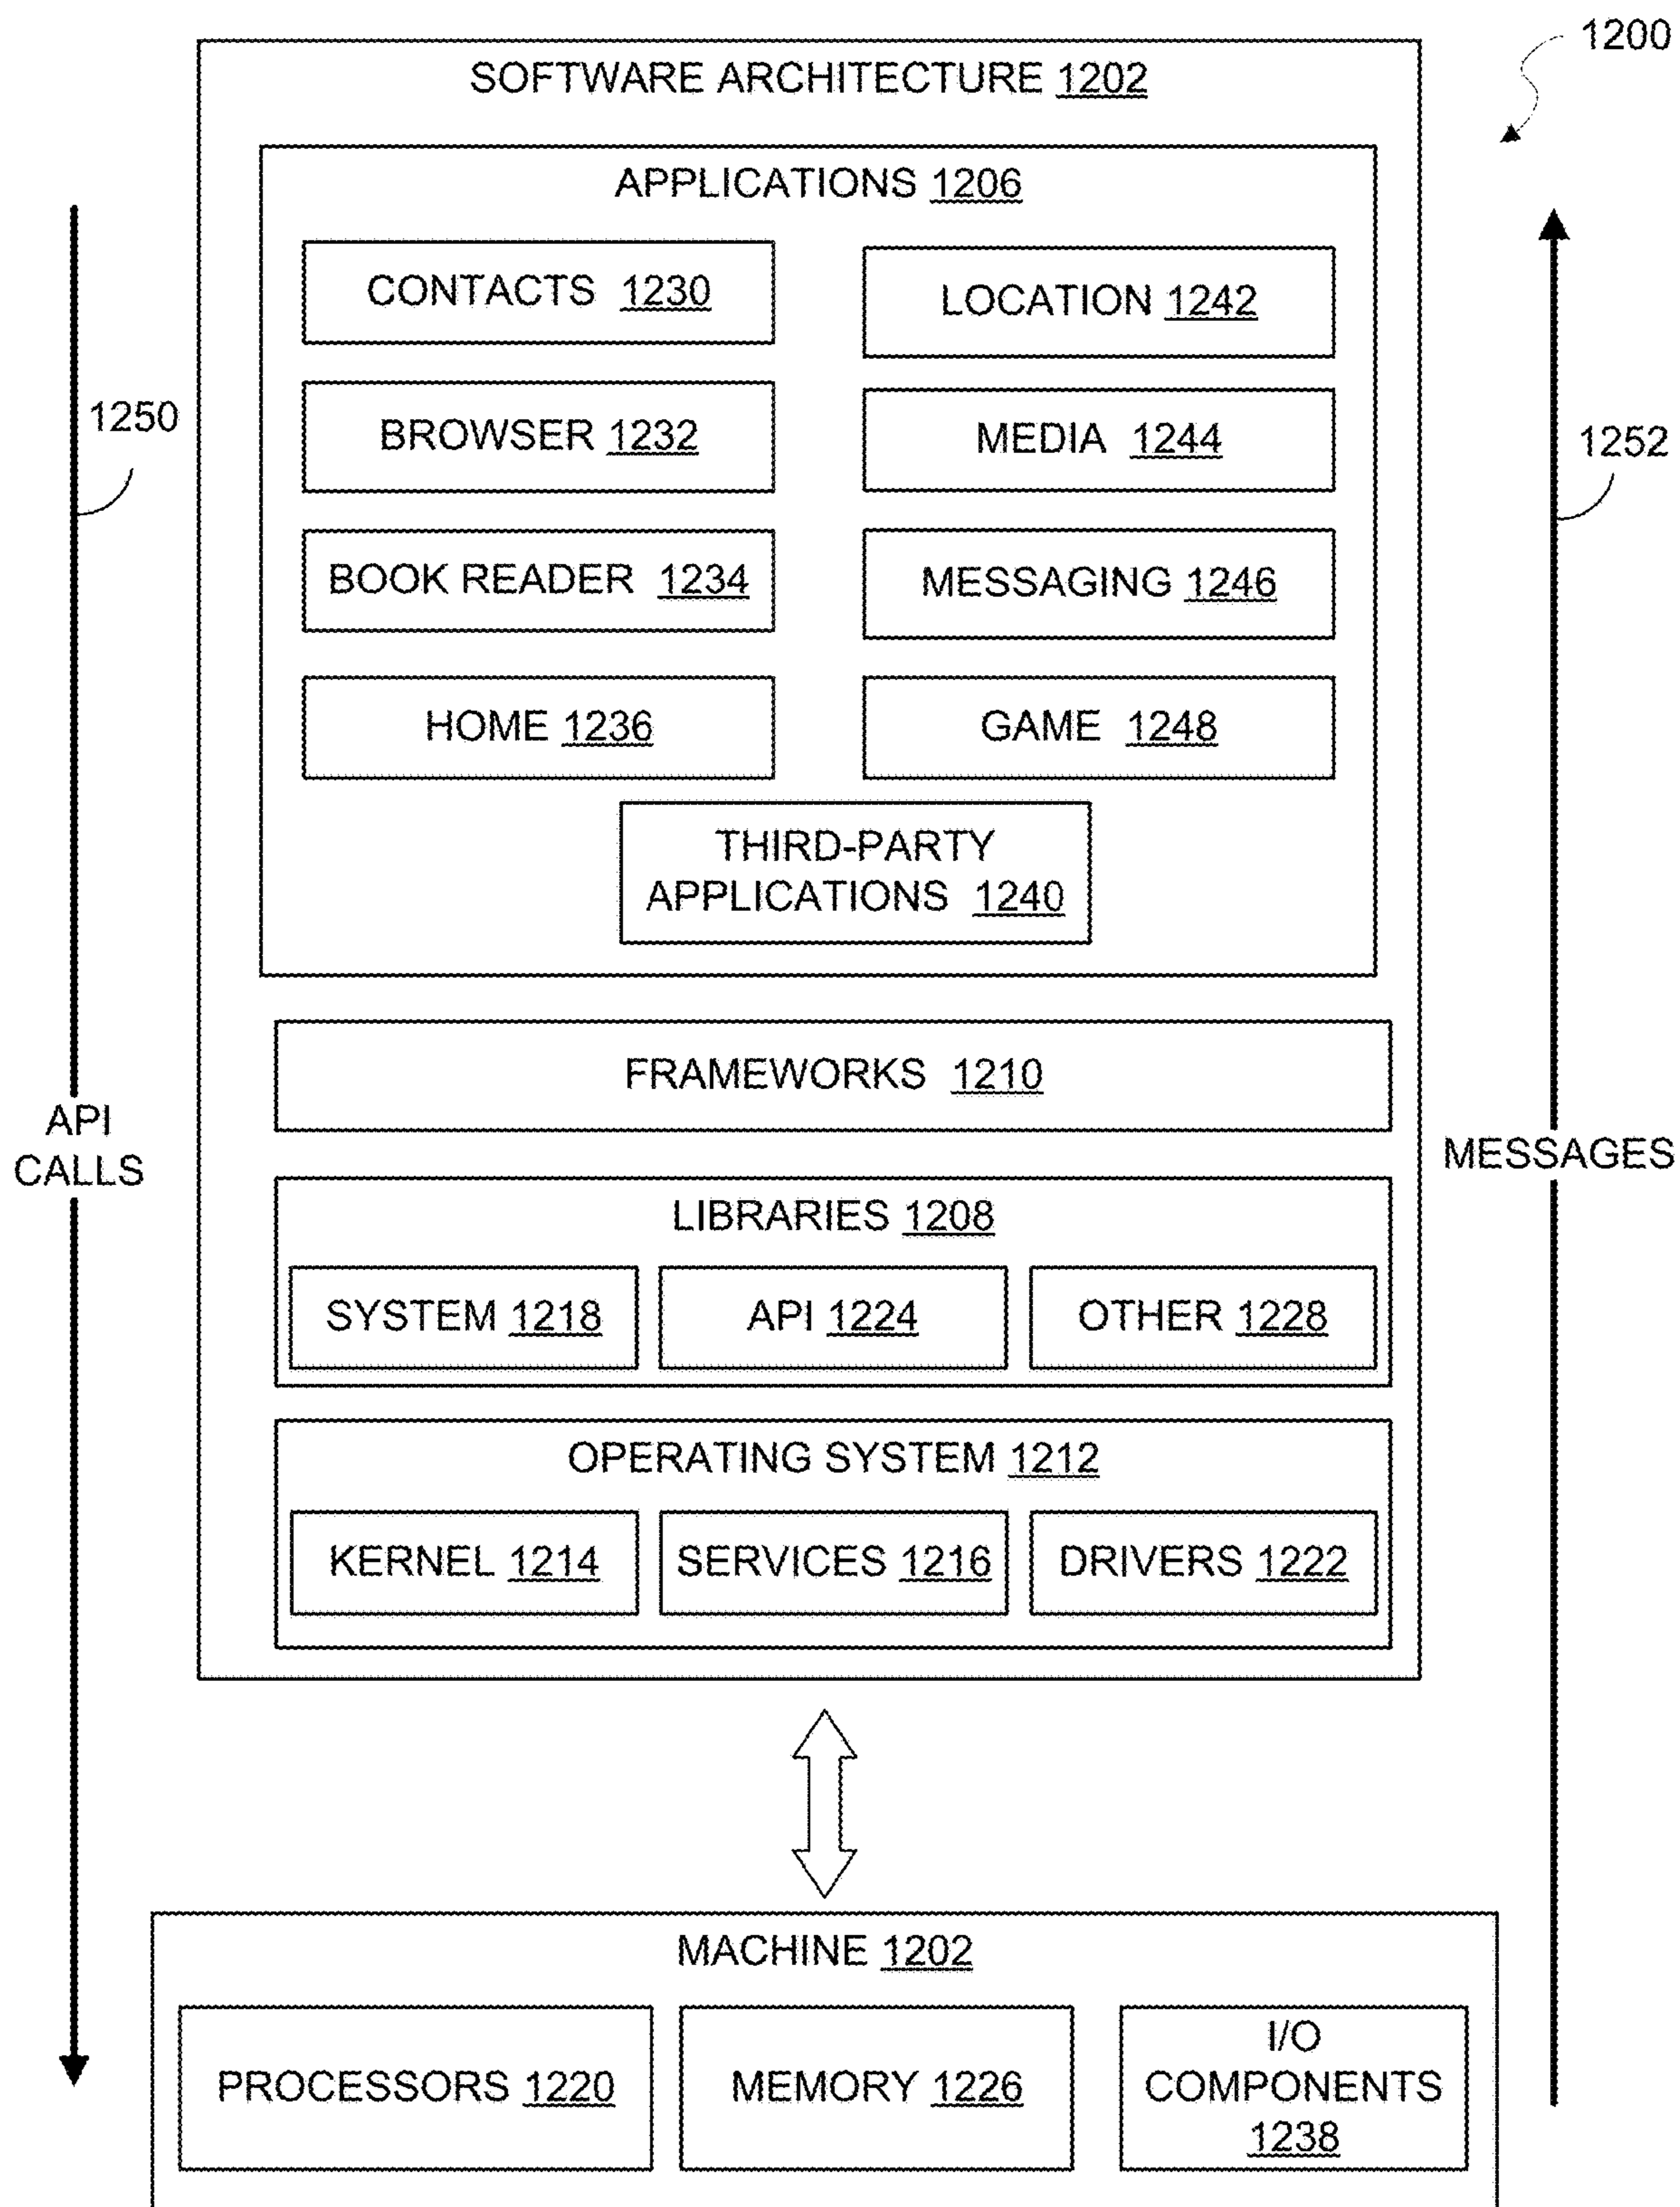 1200
SOFTWARE ARCHITECTURE 1202
APPLICATIONS 1206
CONTACTS 1230
LOCATION 1242
BROWSER 1232
MEDIA 1244
1250
1252
BOOK READER 1234
MESSAGING 1246
HOME 1236
GAME 1248
THIRD-PARTY
APPLICATIONS 1240
FRAMEWORKS 1210
API
CALLS
MESSAGES
LIBRARIES 1208
SYSTEM 1218
API 1224
OTHER 1228
OPERATING SYSTEM 1212
KERNEL 1214
SERVICES 1216
DRIVERS 1222
MACHINE 1202
PROCESSORS 1220
MEMORY 1226
I/O
COMPONENTS
1238